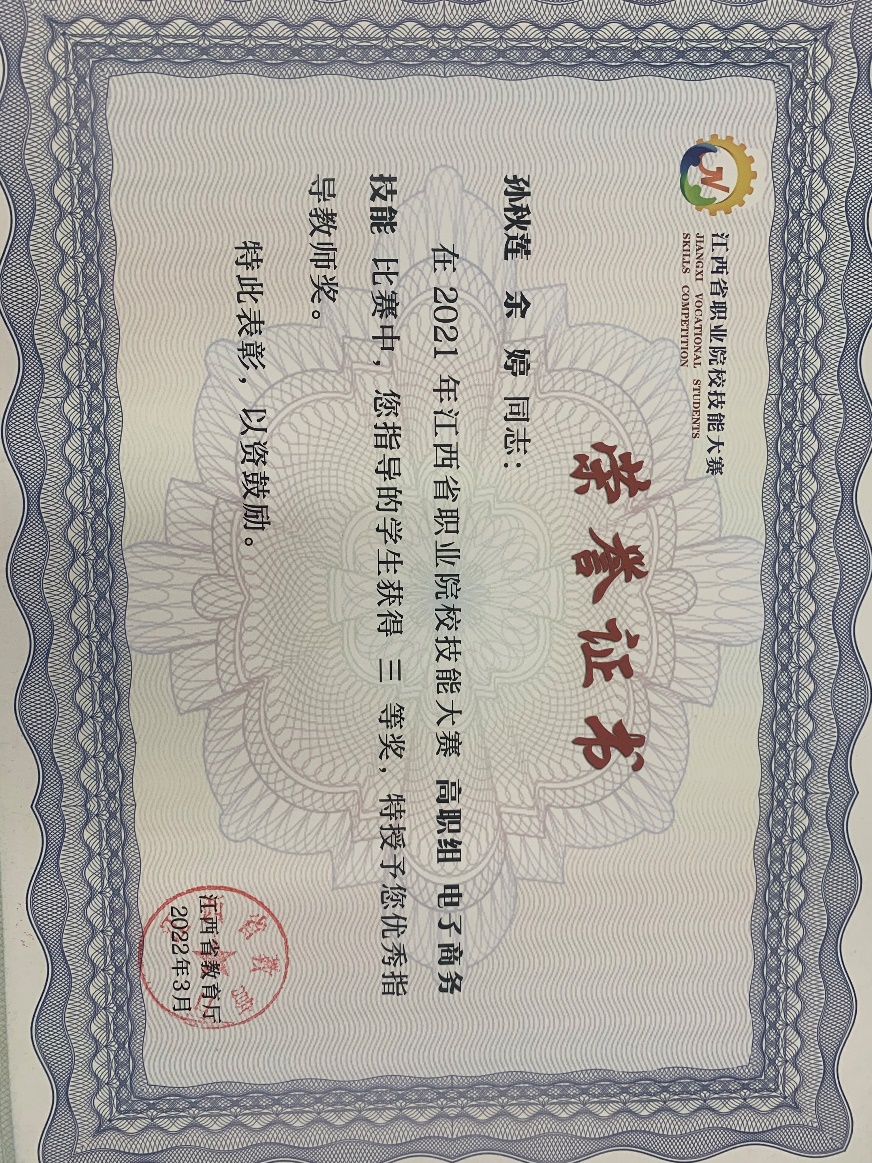 江西省职业院校技能大赛
JIANGXI VOCATIONAL STUDENTS
SKILLS COMPETITION
荣誉证书
孙秋莲 余 婷 同志：
在 2021 年江西省职业院校技能大赛 高职组 电子商务
技能 比赛中，您指导的学生获得 三 等奖，特授予您优秀指
导教师奖。
特此表彰，以资鼓励。
江西省教育厅
2022年3月